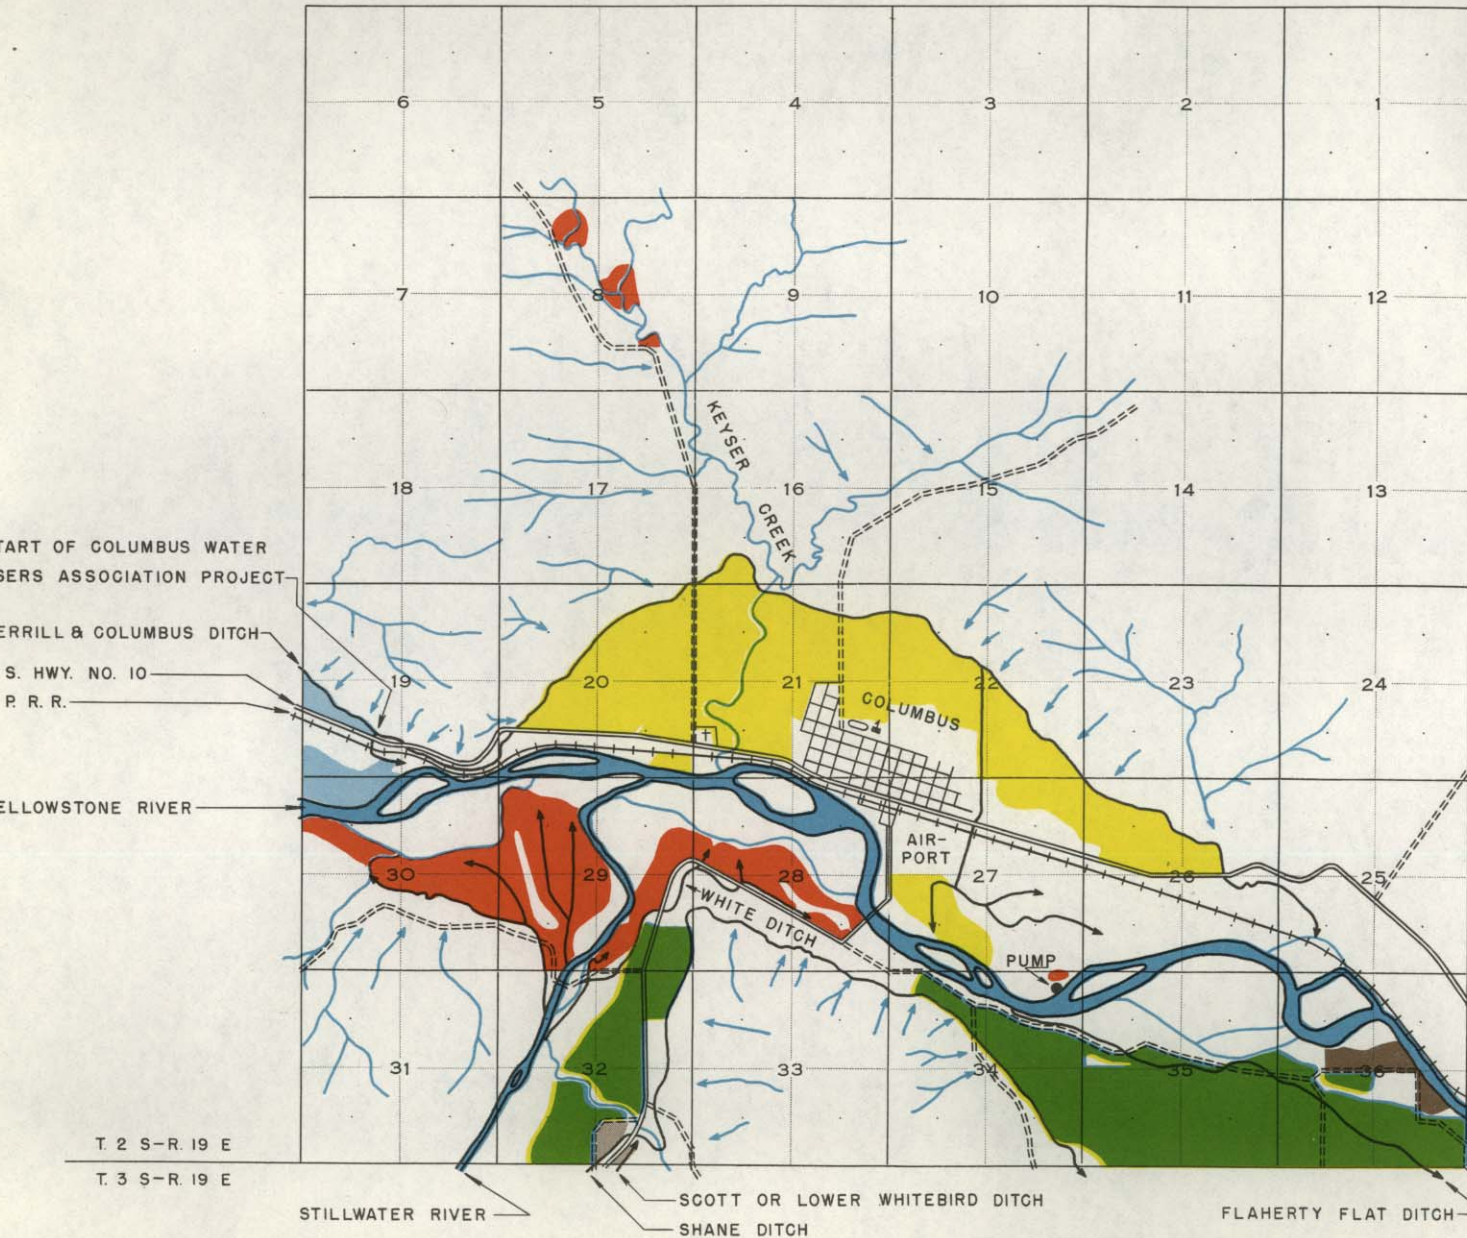 6 5 4 3 2 1
7 8 9 10 11 12
KEYSER CREEK
18 17 16 15 14 13
TART OF COLUMBUS WATER
SERS ASSOCIATION PROJECT
ERRILL & COLUMBUS DITCH
S. HWY. NO. 10
P. R. R.
19 20 21 22 23 24
COLUMBUS
ELLOWSTONE RIVER
AIR-
PORT
30 29 28 27 26 25
WHITE DITCH
PUMP
31 32 33 34 35 36
T. 2 S-R. 19 E
T. 3 S-R. 19 E
STILLWATER RIVER
SCOTT OR LOWER WHITEBIRD DITCH
SHANE DITCH
FLAHERTY FLAT DITCH